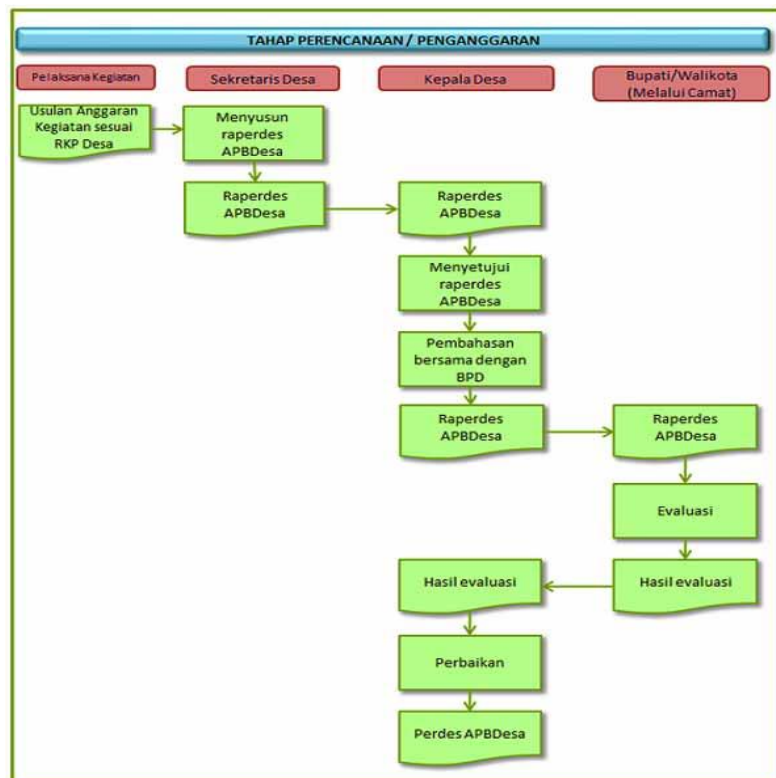 TAHAP PERENCANAAN / PENGANGGARAN
Pelaksana Kegiatan
Sekretaris Desa
Kepala Desa
Bupati/Walikota
(Melalui Camat)
Usulan Anggaran
Kegiatan sesuai
RKP Desa
Menyusun
raperdes
APBDesa
Raperdes
APBDesa
Raperdes
APBDesa
Menyetujui
raperdes
APBDesa
Pembahasan
bersama dengan
BPD
Raperdes
APBDesa
Raperdes
APBDesa
Evaluasi
Hasil evaluasi
Hasil evaluasi
Perbaikan
Perdes APBDesa